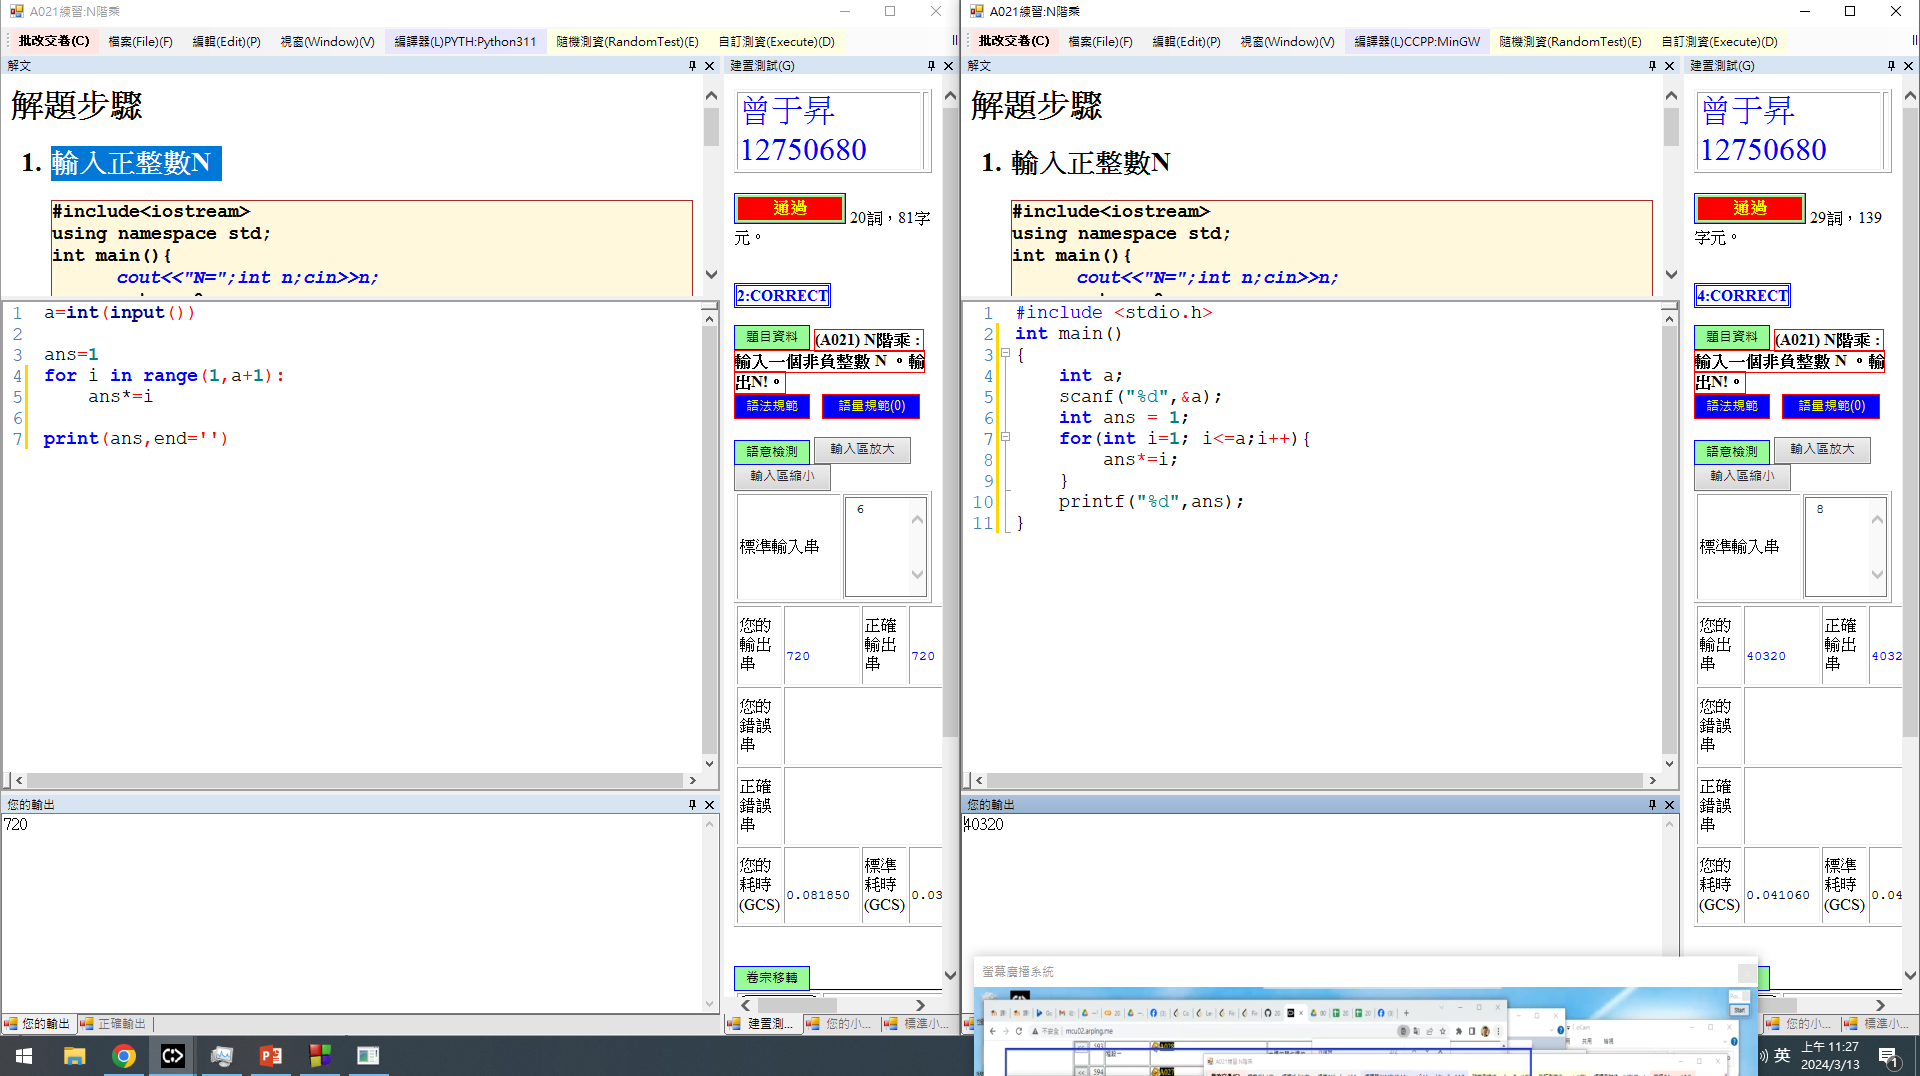 A021練習:N階乘
批改交卷(C) 檔案(File)(F) 編輯(Edit)(P) 視窗(Window)(V) 編譯器(L)PYTH:Python311 隨機測資(RandomTest)(E) 自訂測資(Execute)(D)
解文
解題步驟
1. 輸入正整數N
#include<iostream>
using namespace std;
int main(){
cout<<"N=";int n;cin>>n;
1 a=int(input())
2
3 ans=1
4 for i in range(1,a+1):
5 ans*=i
6
7 print(ans,end='')
您的輸出
720
您的輸出 正確輸出
建置測試(G)
曾于昇
12750680
通過 20詞，81字
元。
2:CORRECT
題目資料 (A021) N階乘：
輸入一個非負整數 N 。輸
出N!。
語法規範 語量規範(0)
語意檢測 輸入區放大
輸入區縮小
標準輸入串 6
您的輸出串 720 正確輸出串 720
您的錯誤串
正確錯誤串
您的耗時(GCS) 0.081850 標準耗時(GCS) 0.03
卷宗移轉
建置測... 您的小... 標準小...
A021練習:N階乘
批改交卷(C) 檔案(File)(F) 編輯(Edit)(P) 視窗(Window)(V) 編譯器(L)CCPP:MinGW 隨機測資(RandomTest)(E) 自訂測資(Execute)(D)
解文
解題步驟
1. 輸入正整數N
#include<iostream>
using namespace std;
int main(){
cout<<"N=";int n;cin>>n;
1 #include <stdio.h>
2 int main()
3 {
4 int a;
5 scanf("%d",&a);
6 int ans = 1;
7 for(int i=1; i<=a;i++){
8 ans*=i;
9 }
10 printf("%d",ans);
11 }
您的輸出
40320
建置測試(G)
曾于昇
12750680
通過 29詞，139
字元。
4:CORRECT
題目資料 (A021) N階乘：
輸入一個非負整數 N 。輸
出N!。
語法規範 語量規範(0)
語意檢測 輸入區放大
輸入區縮小
標準輸入串 8
您的輸出串 40320 正確輸出串 4032
您的錯誤串
正確錯誤串
您的耗時(GCS) 0.041060 標準耗時(GCS) 0.04
您的小... 標準小...
螢幕廣播系統
不安全 mcu02.arping.me
593
594
A021練習:N階乘
Start
英 上午 11:27
2024/3/13
1